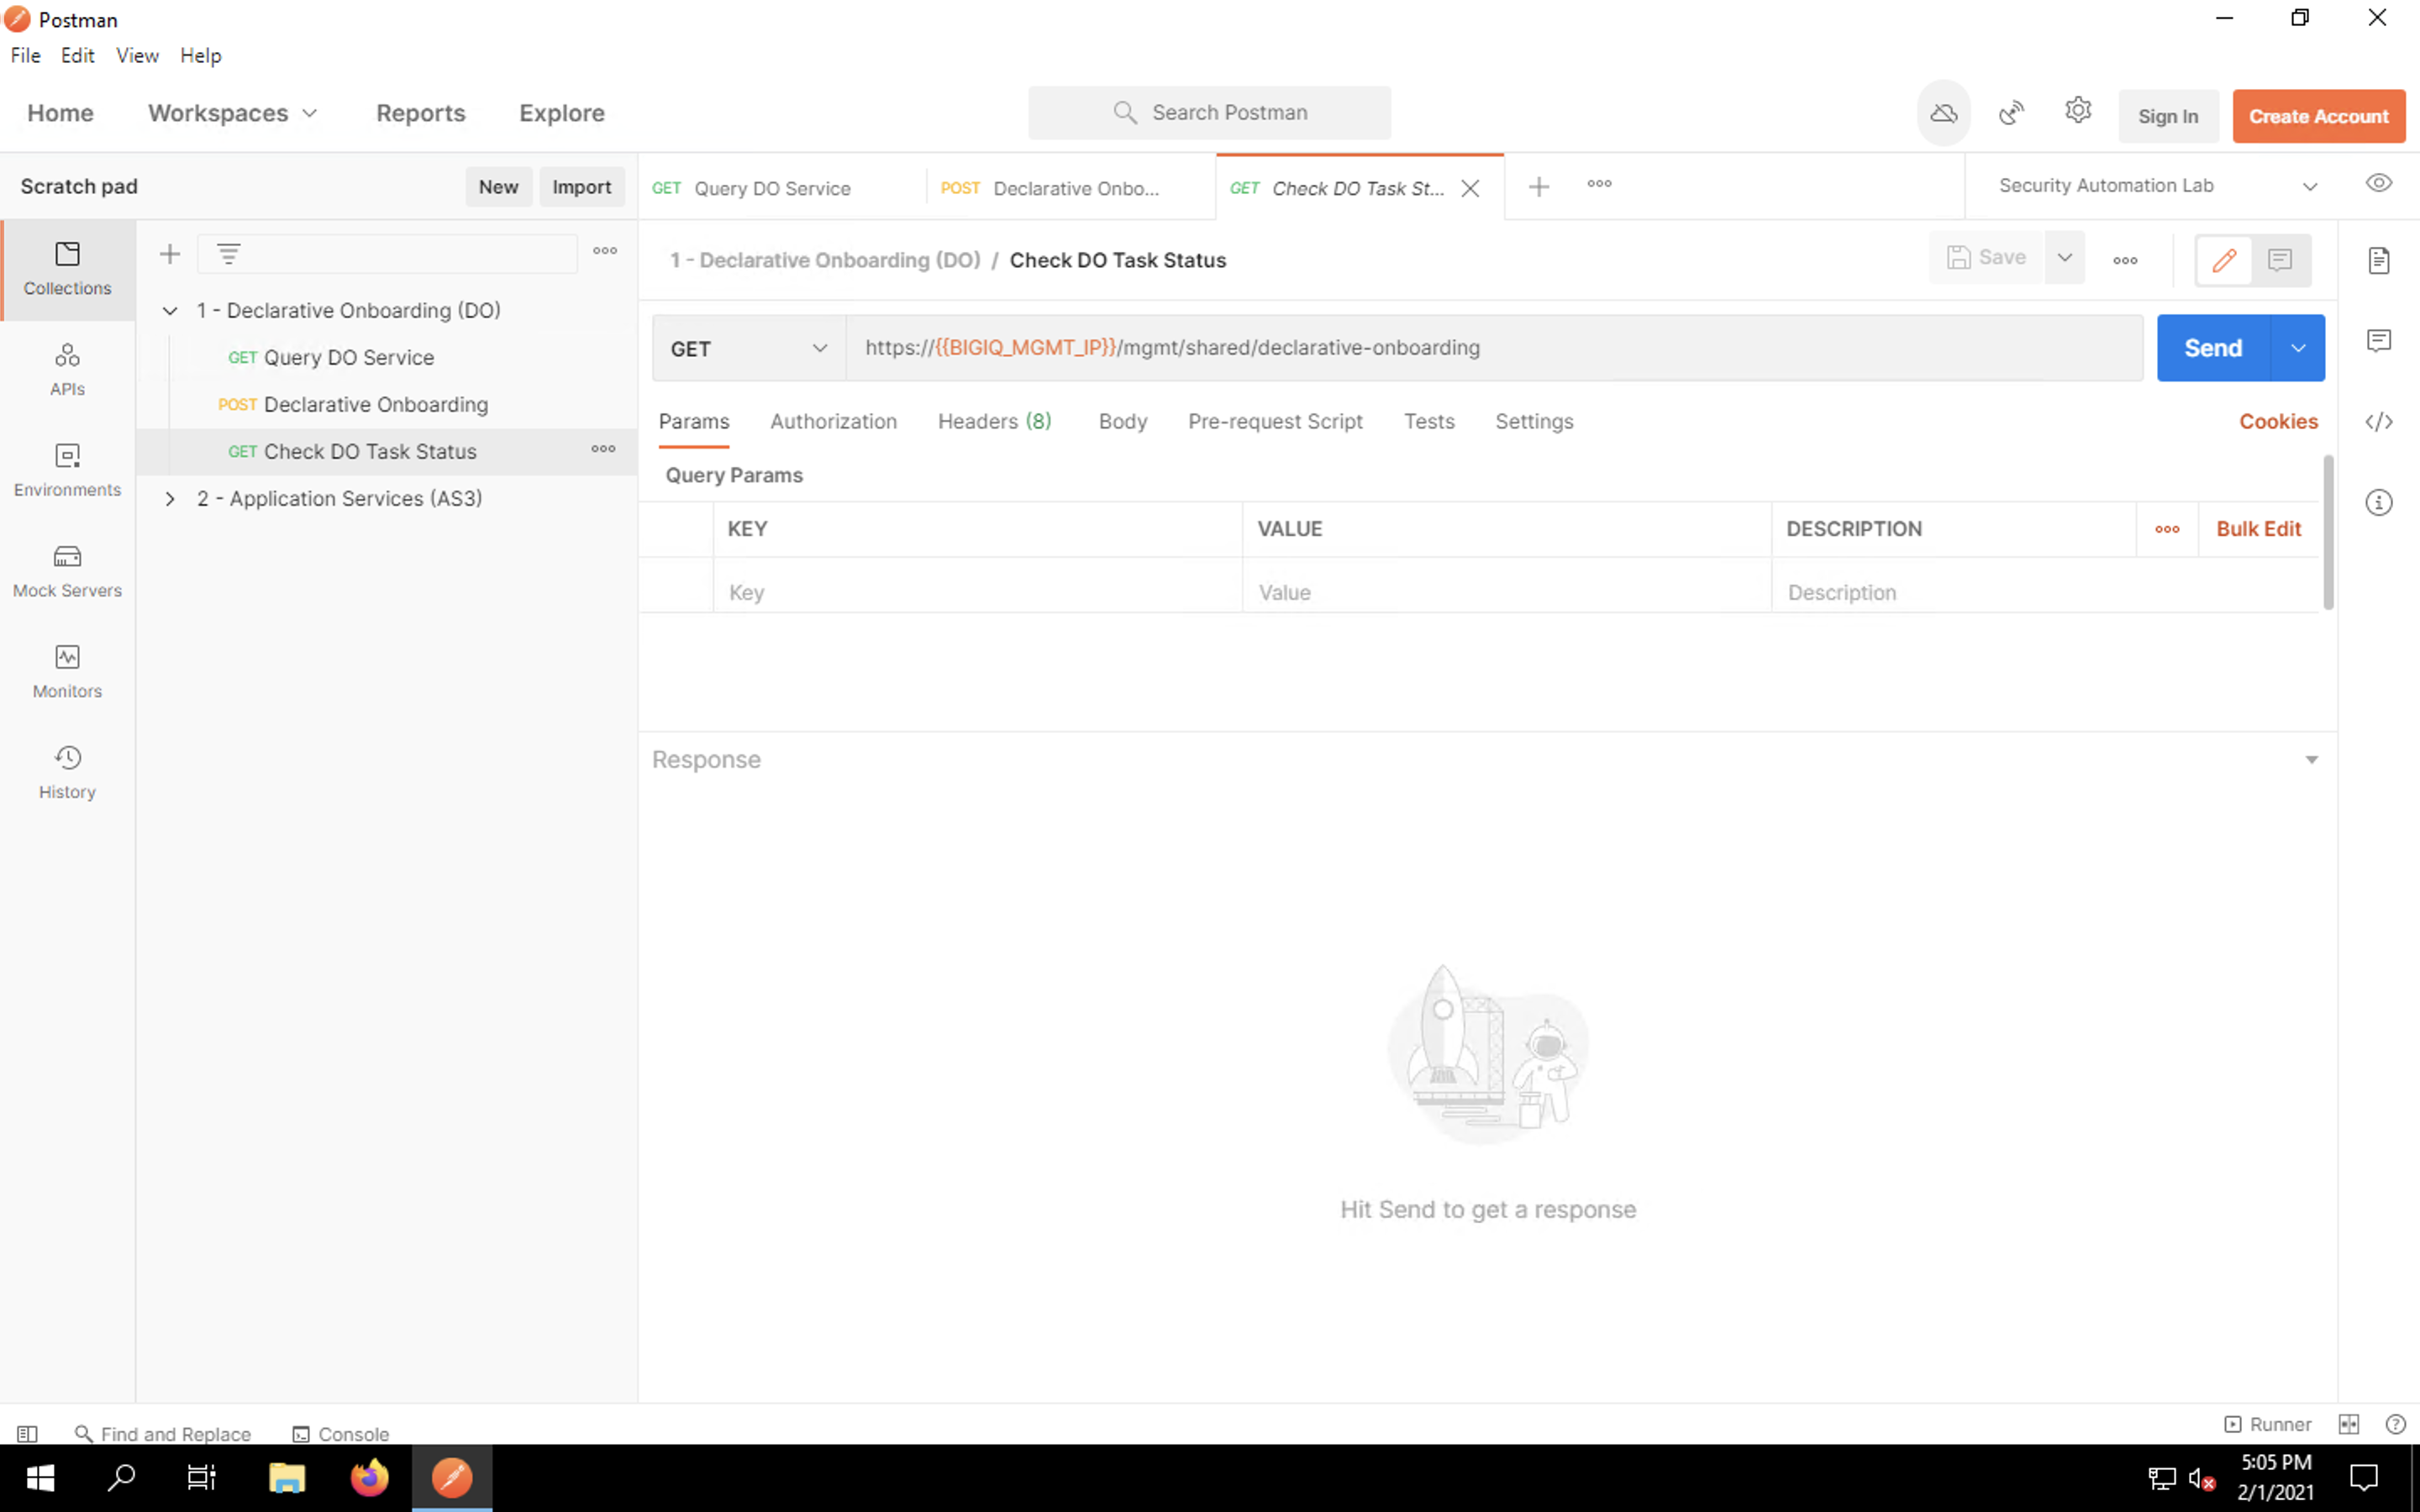 Postman
File Edit View Help
Home Workspaces Reports Explore Search Postman Sign In Create Account
Scratch pad New Import GET Query DO Service POST Declarative Onbo... GET Check DO Task St... Security Automation Lab
Collections
1 - Declarative Onboarding (DO) / Check DO Task Status Save
1 - Declarative Onboarding (DO)
GET Query DO Service
POST Declarative Onboarding
GET Check DO Task Status
2 - Application Services (AS3)
APIs
Environments
Mock Servers
Monitors
History
GET https://{{BIGIQ_MGMT_IP}}/mgmt/shared/declarative-onboarding Send
Params Authorization Headers (8) Body Pre-request Script Tests Settings Cookies
Query Params
KEY VALUE DESCRIPTION Bulk Edit
Key Value Description
Response
Hit Send to get a response
Find and Replace Console Runner
5:05 PM
2/1/2021